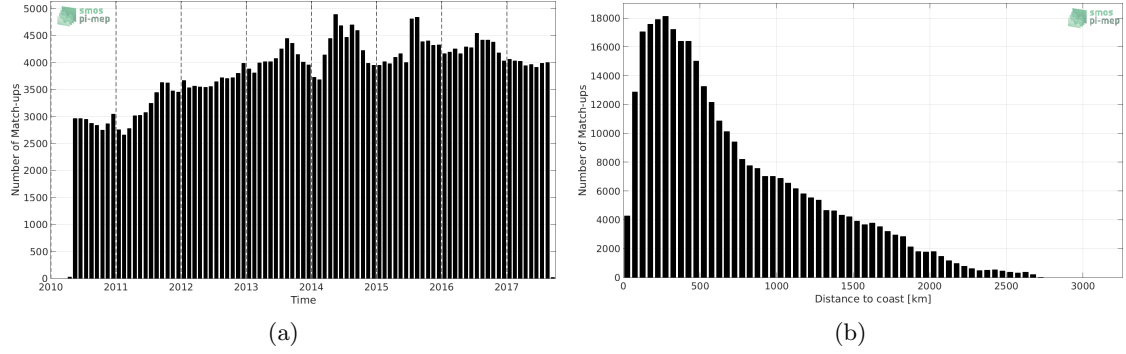 smos
pi-mep
Number of Match-ups
5000
4500
4000
3500
3000
2500
2000
1500
1000
500
0
2010 2011 2012 2013 2014 2015 2016 2017
Time
(a)
smos
pi-mep
Number of Match-ups
18000
16000
14000
12000
10000
8000
6000
4000
2000
0
0 500 1000 1500 2000 2500 3000
Distance to coast [km]
(b)